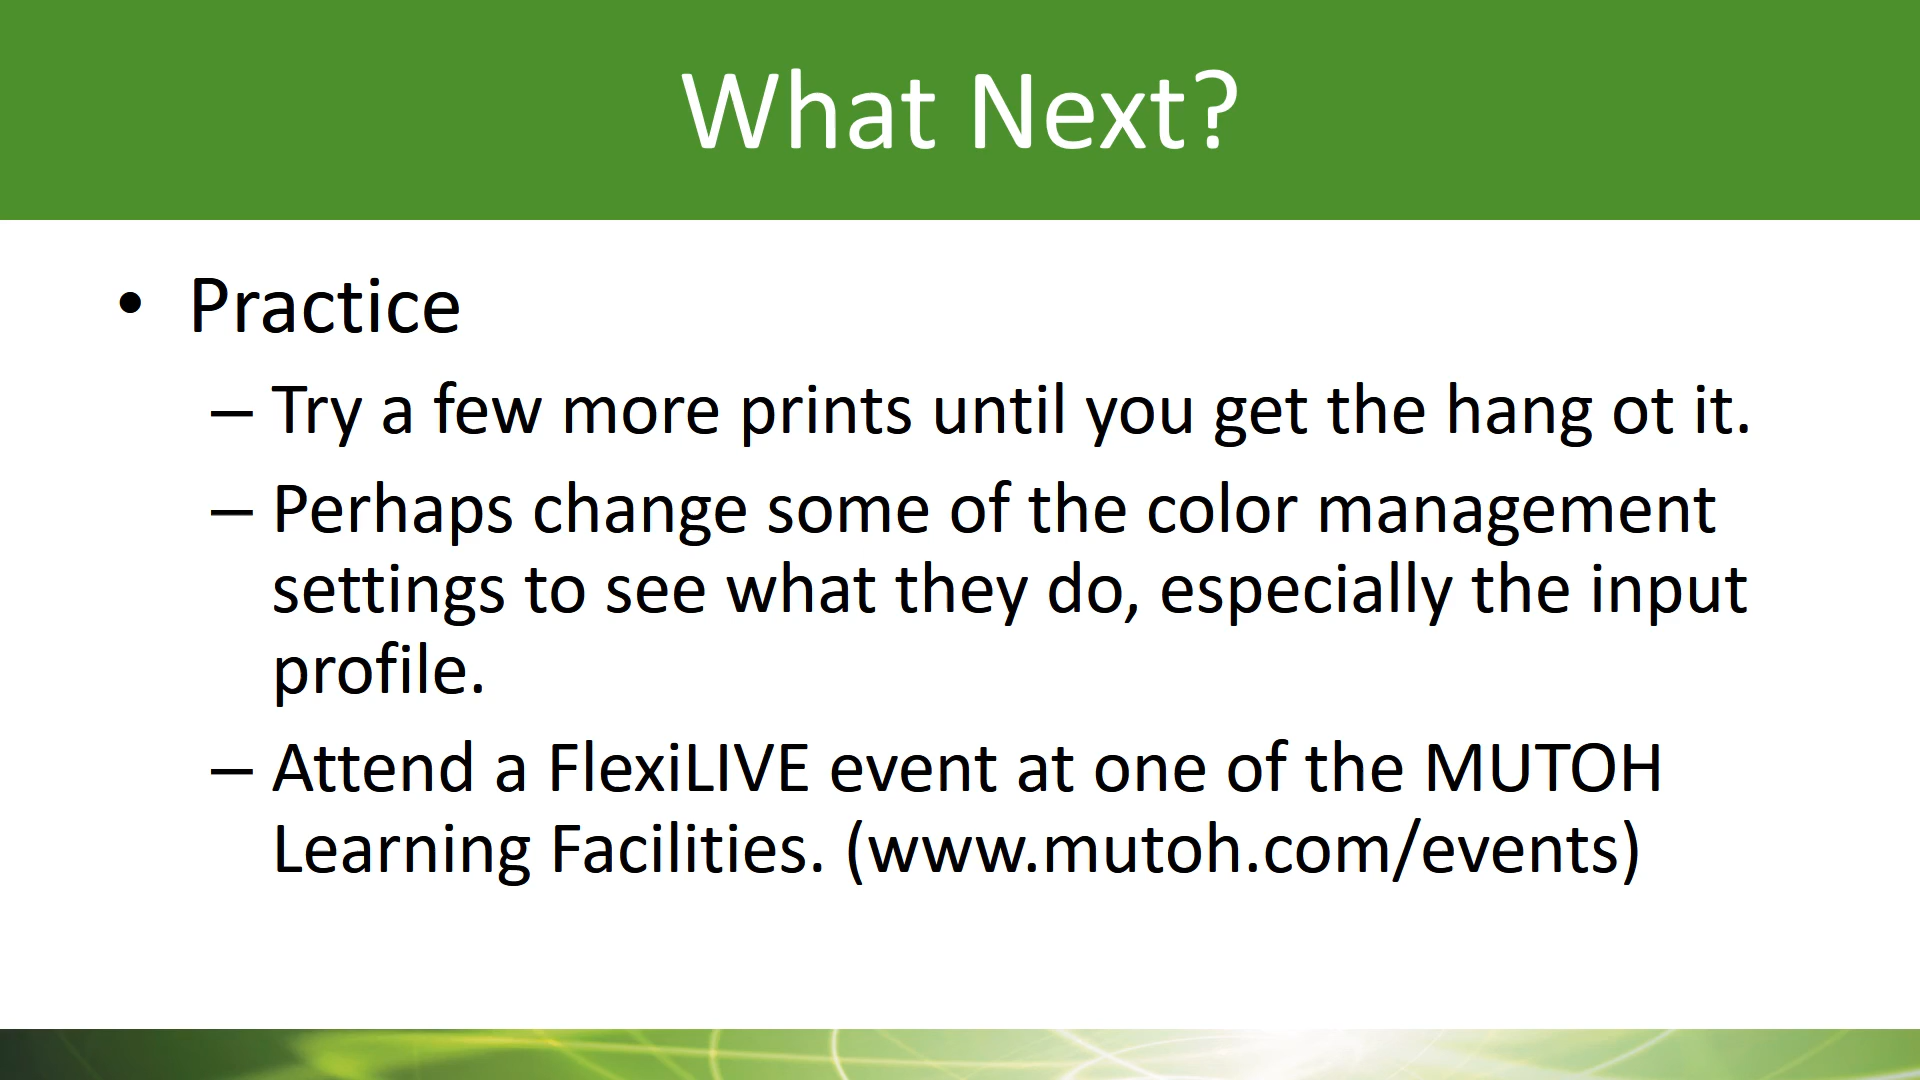 What Next?
• Practice
– Try a few more prints until you get the hang ot it.
– Perhaps change some of the color management
settings to see what they do, especially the input
profile.
– Attend a FlexiLIVE event at one of the MUTOH
Learning Facilities. (www.mutoh.com/events)